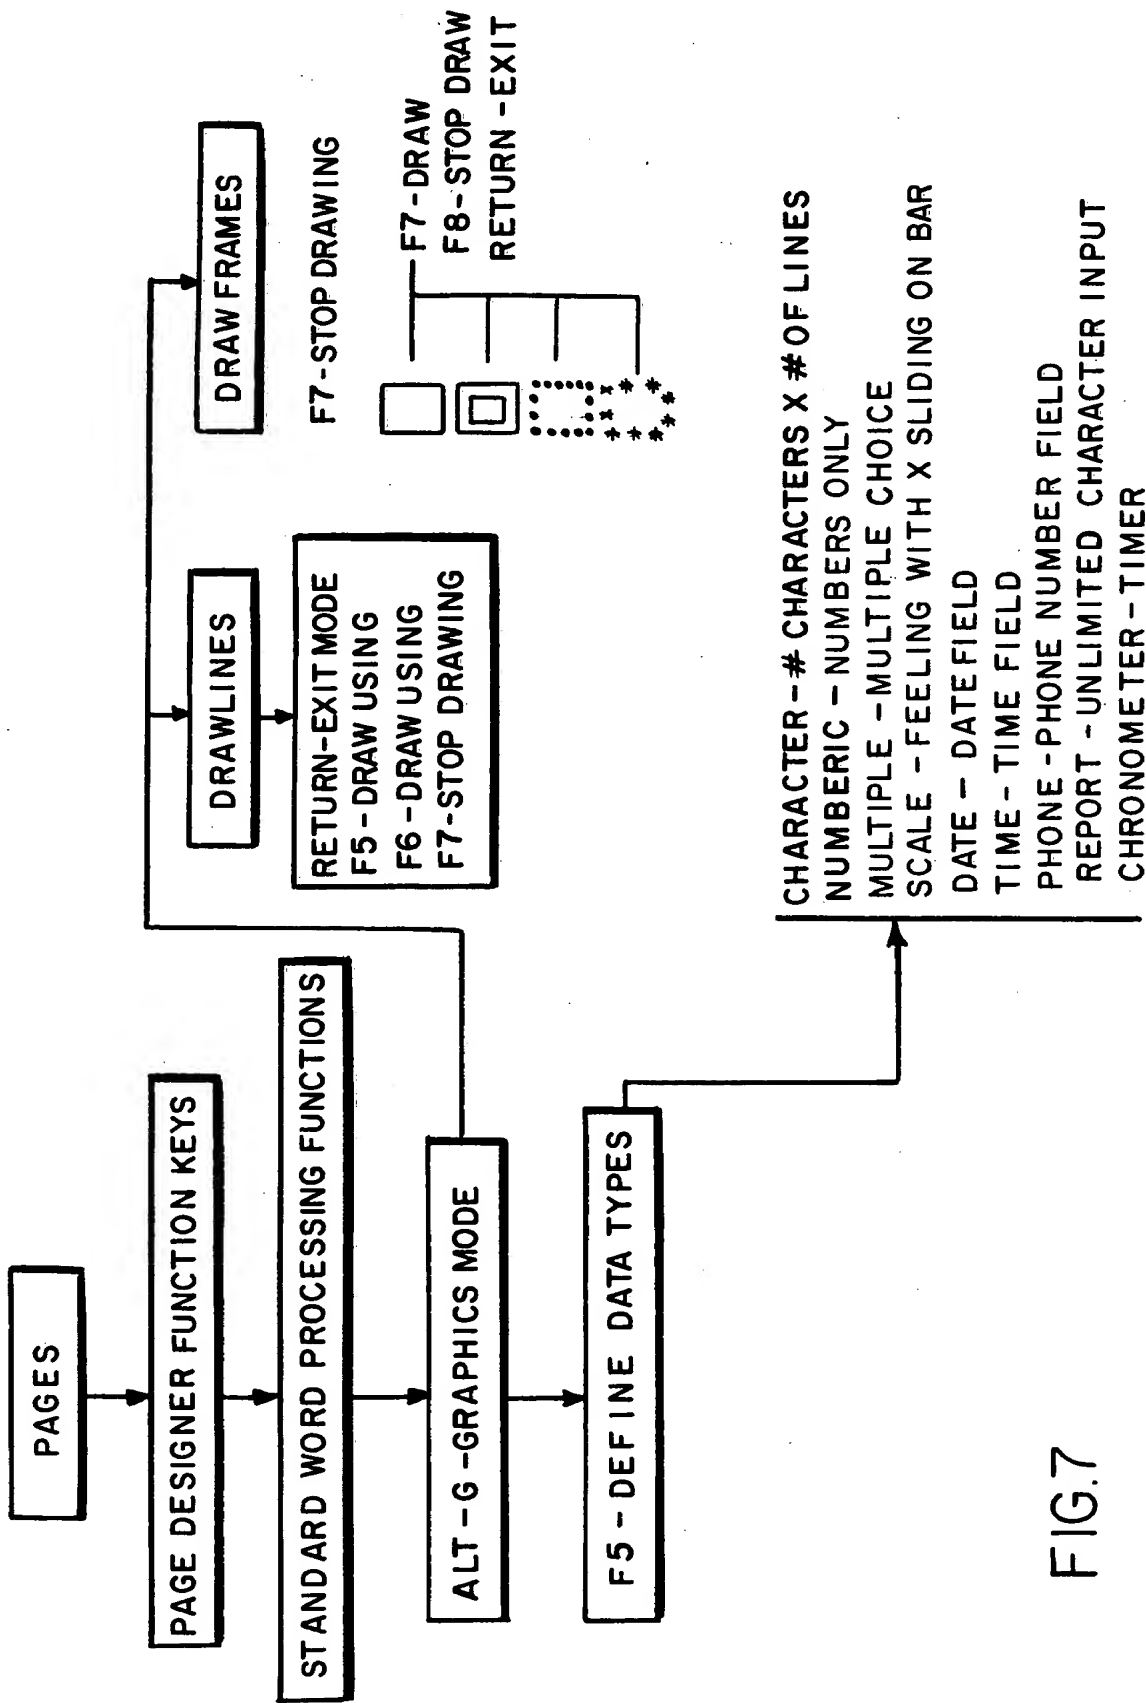 PAGES
PAGE DESIGNER FUNCTION KEYS
STANDARD WORD PROCESSING FUNCTIONS
ALT-G-GRAPHICS MODE
F5-DEFINE DATA TYPES
DRAWLINES
RETURN-EXIT MODE
F5-DRAW USING
F6-DRAW USING
F7-STOP DRAWING
DRAW FRAMES
F7-STOP DRAWING
F7-DRAW
F8-STOP DRAW
RETURN-EXIT
CHARACTER-# CHARACTERS X # OF LINES
NUMBERIC-NUMBERS ONLY
MULTIPLE-MULTIPLE CHOICE
SCALE-FEELING WITH X SLIDING ON BAR
DATE-DATE FIELD
TIME-TIME FIELD
PHONE-PHONE NUMBER FIELD
REPORT-UNLIMITED CHARACTER INPUT
CHRONOMETER-TIMER
FIG.7